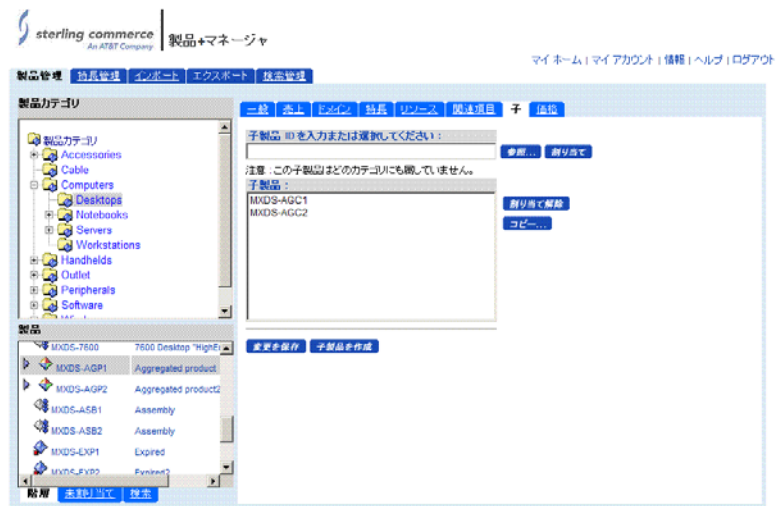 sterling commerce
An AT&T Company
製品+マネージャ
マイ ホーム | マイ アカウント | 情報 | ヘルプ | ログアウト
製品管理 特長管理 インポート エクスポート 検索管理
製品カテゴリ
製品カテゴリ
Accessories
Cable
Computers
Desktops
Notebooks
Servers
Workstations
Handhelds
Outlet
Peripherals
Software
製品
MXDS-7600 7600 Desktop "HighE
MXDS-AGP1 Aggregated product
MXDS-AGP2 Aggregated product2
MXDS-ASB1 Assembly
MXDS-ASB2 Assembly
MXDS-EXP1 Expired
MXDS-EXP2 Expired2
階層 未割り当て 検索
一般 売上 ドメイン 特長 リソース 関連項目 子 価格
子製品 ID を入力または選択してください :
参照... 割り当て
注意 : この子製品はどのカテゴリにも属していません。
子製品 :
MXDS-AGC1
MXDS-AGC2
割り当て解除
コピー...
変更を保存 子製品を作成